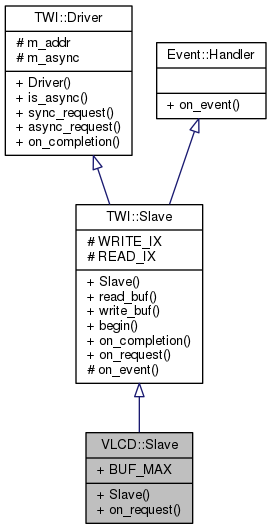 TWI::Driver
# m_addr
# m_async
+ Driver()
+ is_async()
+ sync_request()
+ async_request()
+ on_completion()
Event::Handler
+ on_event()
TWI::Slave
# WRITE_IX
# READ_IX
+ Slave()
+ read_buf()
+ write_buf()
+ begin()
+ on_completion()
+ on_request()
# on_event()
VLCD::Slave
+ BUF_MAX
+ Slave()
+ on_request()